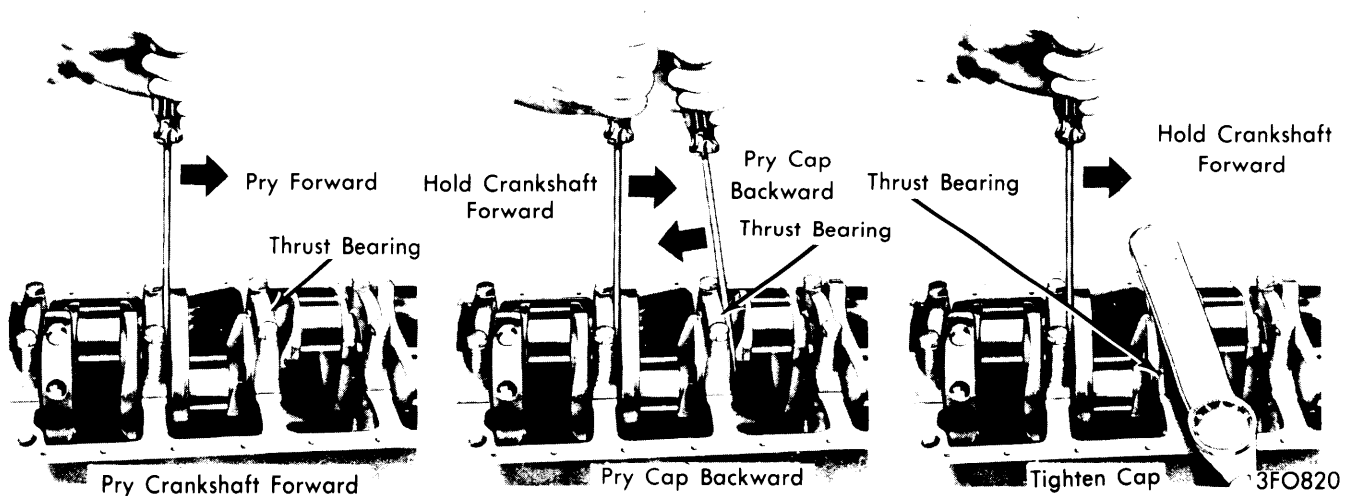 Pry Forward
Thrust Bearing
Pry Crankshaft Forward
Hold Crankshaft
Forward
Pry Cap
Backward
Thrust Bearing
Pry Cap Backward
Thrust Bearing
Hold Crankshaft
Forward
Tighten Cap
3FO820